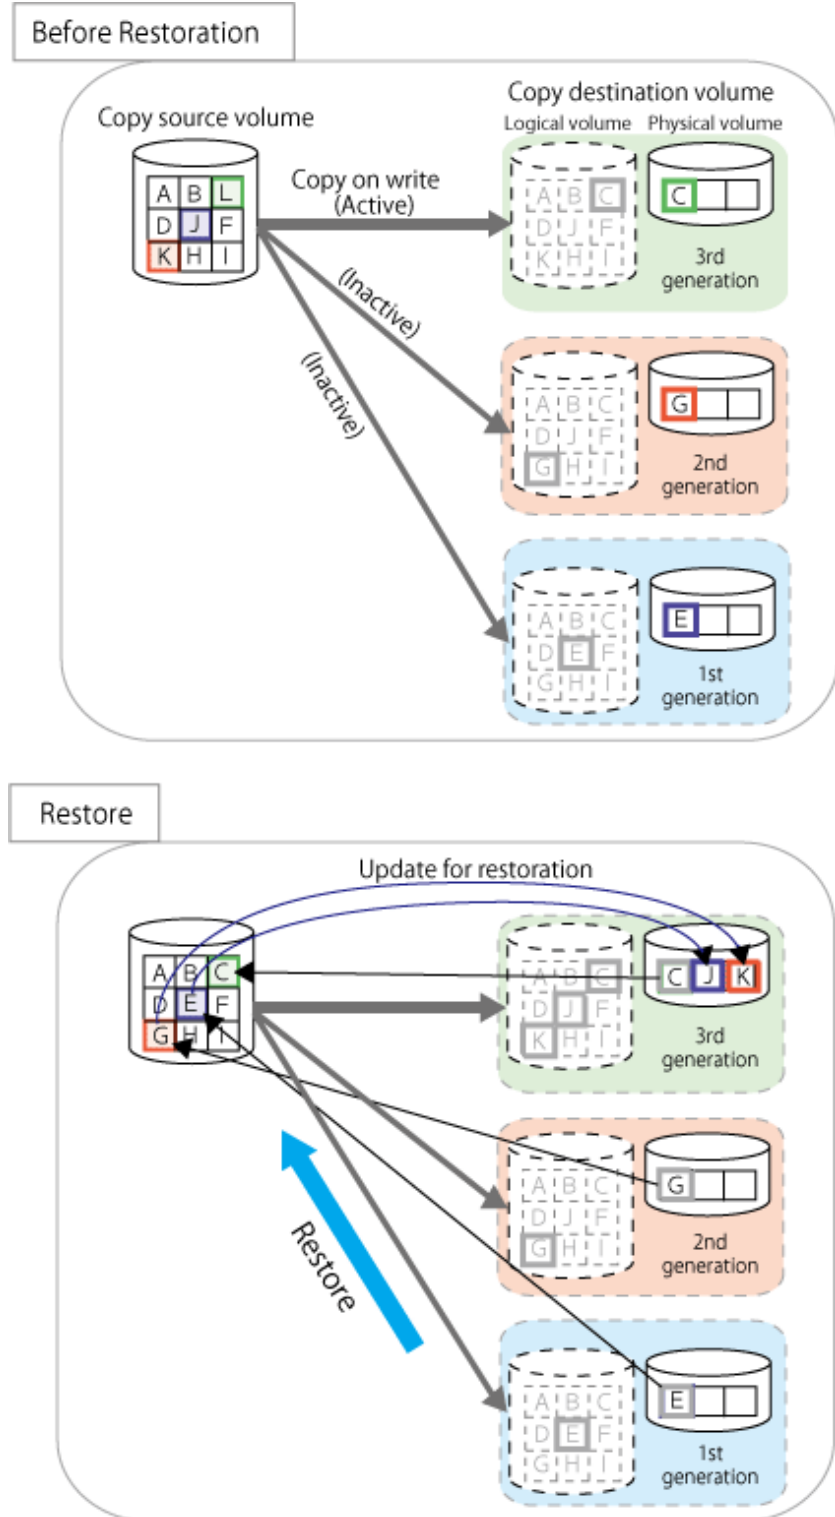 Before Restoration
Copy destination volume
Copy source volume
Logical volume Physical volume
Copy on write
(Active)
A B L
D J F
K H I
A B C
D J F
K H I
C
3rd
generation
(Inactive)
(Inactive)
A B C
D J F
G H I
G
2nd
generation
A B C
D E F
G H I
E
1st
generation
Restore
Update for restoration
A B C
D E F
G H I
A B C
D J F
K H I
C J K
3rd
generation
Restore
A B C
D J F
G H I
G
2nd
generation
A B C
D E F
G H I
E
1st
generation